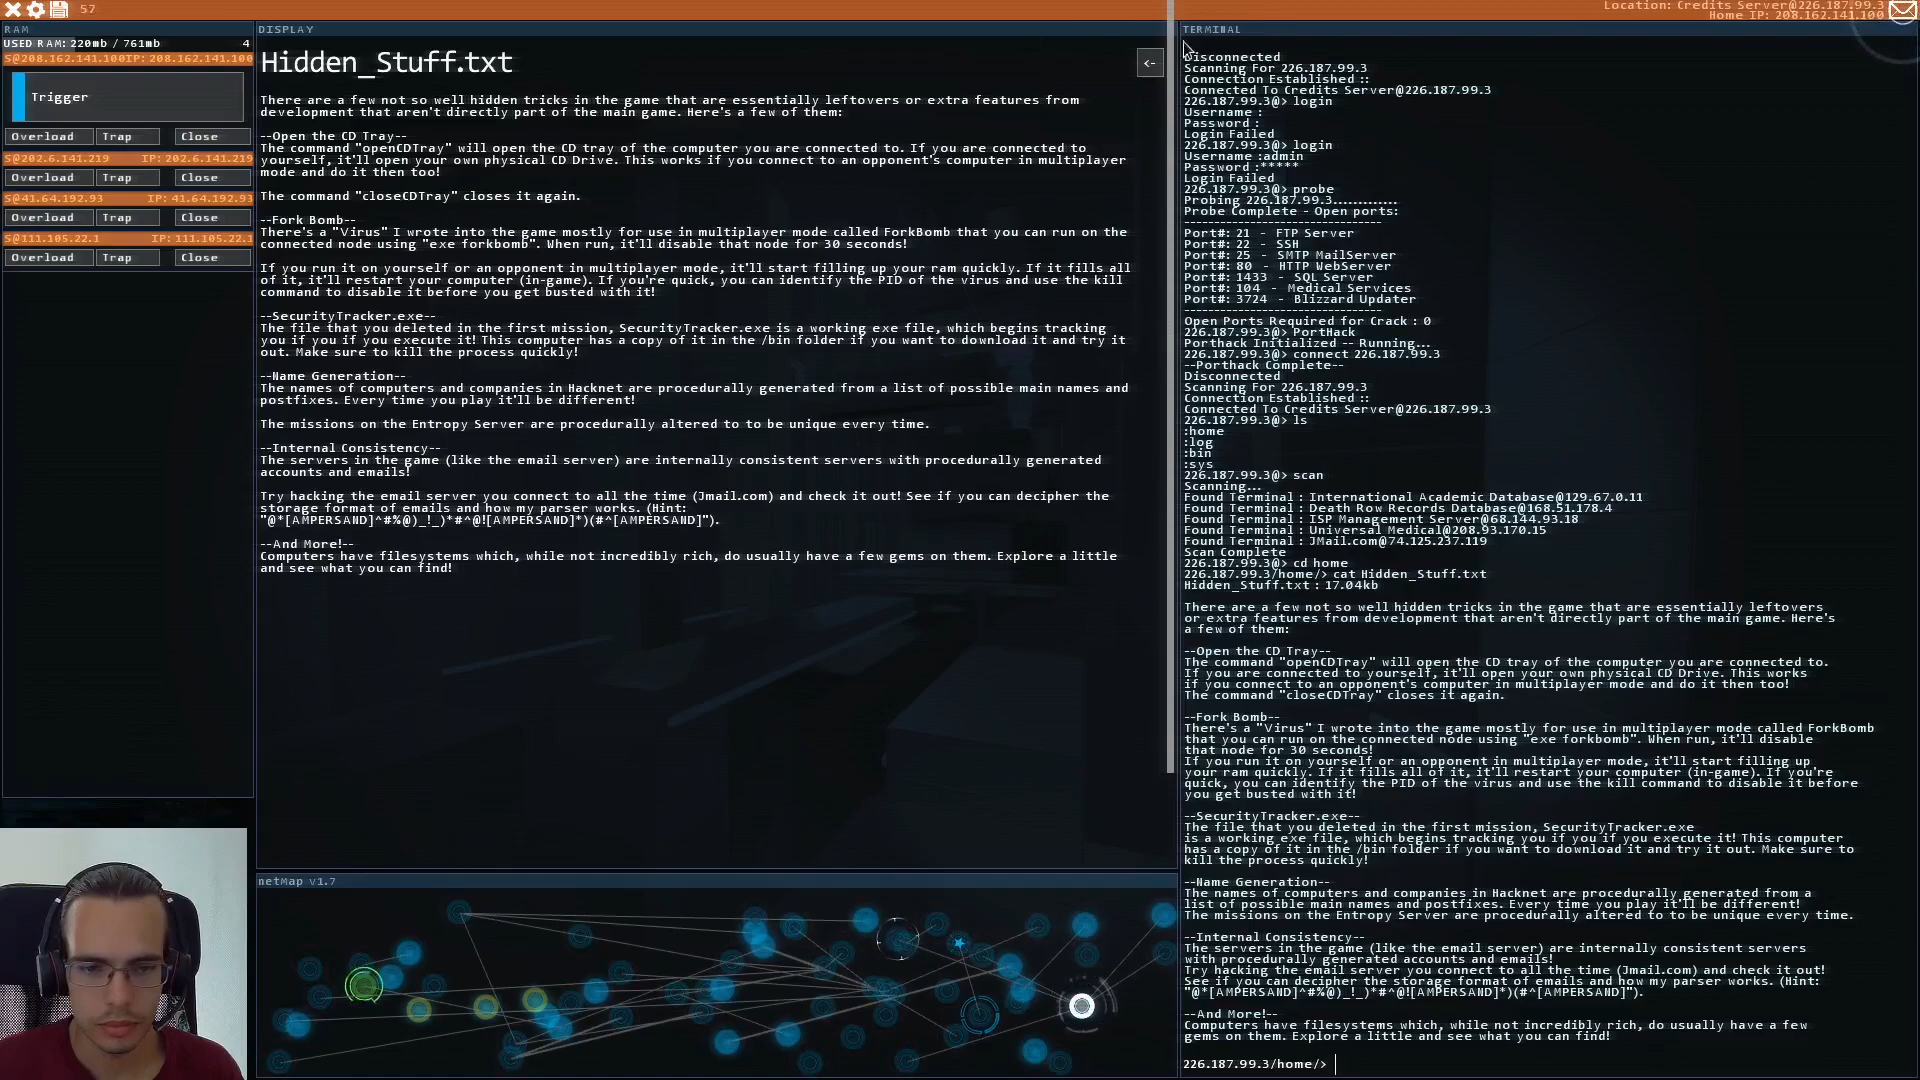 57
Location: Credits Server@226.187.99.3
Home IP: 208.162.141.100
RAM
USED RAM: 220mb / 761mb 4
S@208.162.141.100IP: 208.162.141.100
Trigger
Overload Trap Close
S@202.6.141.219 IP: 202.6.141.219
Overload Trap Close
S@41.64.192.93 IP: 41.64.192.93
Overload Trap Close
S@111.105.22.1 IP: 111.105.22.1
Overload Trap Close
DISPLAY
Hidden_Stuff.txt
<-
There are a few not so well hidden tricks in the game that are essentially leftovers or extra features from
development that aren't directly part of the main game. Here's a few of them:
--Open the CD Tray--
The command "openCDTray" will open the CD tray of the computer you are connected to. If you are connected to
yourself, it'll open your own physical CD Drive. This works if you connect to an opponent's computer in multiplayer
mode and do it then too!
The command "closeCDTray" closes it again.
--Fork Bomb--
There's a "Virus" I wrote into the game mostly for use in multiplayer mode called ForkBomb that you can run on the
connected node using "exe forkbomb". When run, it'll disable that node for 30 seconds!
If you run it on yourself or an opponent in multiplayer mode, it'll start filling up your ram quickly. If it fills all
of it, it'll restart your computer (in-game). If you're quick, you can identify the PID of the virus and use the kill
command to disable it before you get busted with it!
--SecurityTracker.exe--
The file that you deleted in the first mission, SecurityTracker.exe is a working exe file, which begins tracking
you if you if you execute it! This computer has a copy of it in the /bin folder if you want to download it and try it
out. Make sure to kill the process quickly!
--Name Generation--
The names of computers and companies in Hacknet are procedurally generated from a list of possible main names and
postfixes. Every time you play it'll be different!
The missions on the Entropy Server are procedurally altered to to be unique every time.
--Internal Consistency--
The servers in the game (like the email server) are internally consistent servers with procedurally generated
accounts and emails!
Try hacking the email server you connect to all the time (Jmail.com) and check it out! See if you can decipher the
storage format of emails and how my parser works. (Hint:
"@*[AMPERSAND]^#%@)_!_)*#^@![AMPERSAND]*)(#^[AMPERSAND]").
--And More!--
Computers have filesystems which, while not incredibly rich, do usually have a few gems on them. Explore a little
and see what you can find!
netMap v1.7
TERMINAL
Disconnected
Scanning For 226.187.99.3
Connection Established ::
Connected To Credits Server@226.187.99.3
226.187.99.3@> login
Username :
Password :
Login Failed
226.187.99.3@> login
Username :admin
Password :*****
Login Failed
226.187.99.3@> probe
Probing 226.187.99.3.............
Probe Complete - Open ports:
---------------------------------
Port#: 21 - FTP Server
Port#: 22 - SSH
Port#: 25 - SMTP MailServer
Port#: 80 - HTTP WebServer
Port#: 1433 - SQL Server
Port#: 104 - Medical Services
Port#: 3724 - Blizzard Updater
---------------------------------
Open Ports Required for Crack : 0
226.187.99.3@> PortHack
Porthack Initialized -- Running...
226.187.99.3@> connect 226.187.99.3
--Porthack Complete--
Disconnected
Scanning For 226.187.99.3
Connection Established ::
Connected To Credits Server@226.187.99.3
226.187.99.3@> ls
:home
:log
:bin
:sys
226.187.99.3@> scan
Scanning...
Found Terminal : International Academic Database@129.67.0.11
Found Terminal : Death Row Records Database@168.51.178.4
Found Terminal : ISP Management Server@68.144.93.18
Found Terminal : Universal Medical@208.93.170.15
Found Terminal : JMail.com@74.125.237.119
Scan Complete
226.187.99.3@> cd home
226.187.99.3/home/> cat Hidden_Stuff.txt
Hidden_Stuff.txt : 17.04kb
There are a few not so well hidden tricks in the game that are essentially leftovers
or extra features from development that aren't directly part of the main game. Here's
a few of them:
--Open the CD Tray--
The command "openCDTray" will open the CD tray of the computer you are connected to.
If you are connected to yourself, it'll open your own physical CD Drive. This works
if you connect to an opponent's computer in multiplayer mode and do it then too!
The command "closeCDTray" closes it again.
--Fork Bomb--
There's a "Virus" I wrote into the game mostly for use in multiplayer mode called ForkBomb
that you can run on the connected node using "exe forkbomb". When run, it'll disable
that node for 30 seconds!
If you run it on yourself or an opponent in multiplayer mode, it'll start filling up
your ram quickly. If it fills all of it, it'll restart your computer (in-game). If you're
quick, you can identify the PID of the virus and use the kill command to disable it before
you get busted with it!
--SecurityTracker.exe--
The file that you deleted in the first mission, SecurityTracker.exe
is a working exe file, which begins tracking you if you if you execute it! This computer
has a copy of it in the /bin folder if you want to download it and try it out. Make sure to
kill the process quickly!
--Name Generation--
The names of computers and companies in Hacknet are procedurally generated from a
list of possible main names and postfixes. Every time you play it'll be different!
The missions on the Entropy Server are procedurally altered to to be unique every time.
--Internal Consistency--
The servers in the game (like the email server) are internally consistent servers
with procedurally generated accounts and emails!
Try hacking the email server you connect to all the time (Jmail.com) and check it out!
See if you can decipher the storage format of emails and how my parser works. (Hint:
"@*[AMPERSAND]^#%@)_!_)*#^@![AMPERSAND]*)(#^[AMPERSAND]").
--And More!--
Computers have filesystems which, while not incredibly rich, do usually have a few
gems on them. Explore a little and see what you can find!
226.187.99.3/home/>